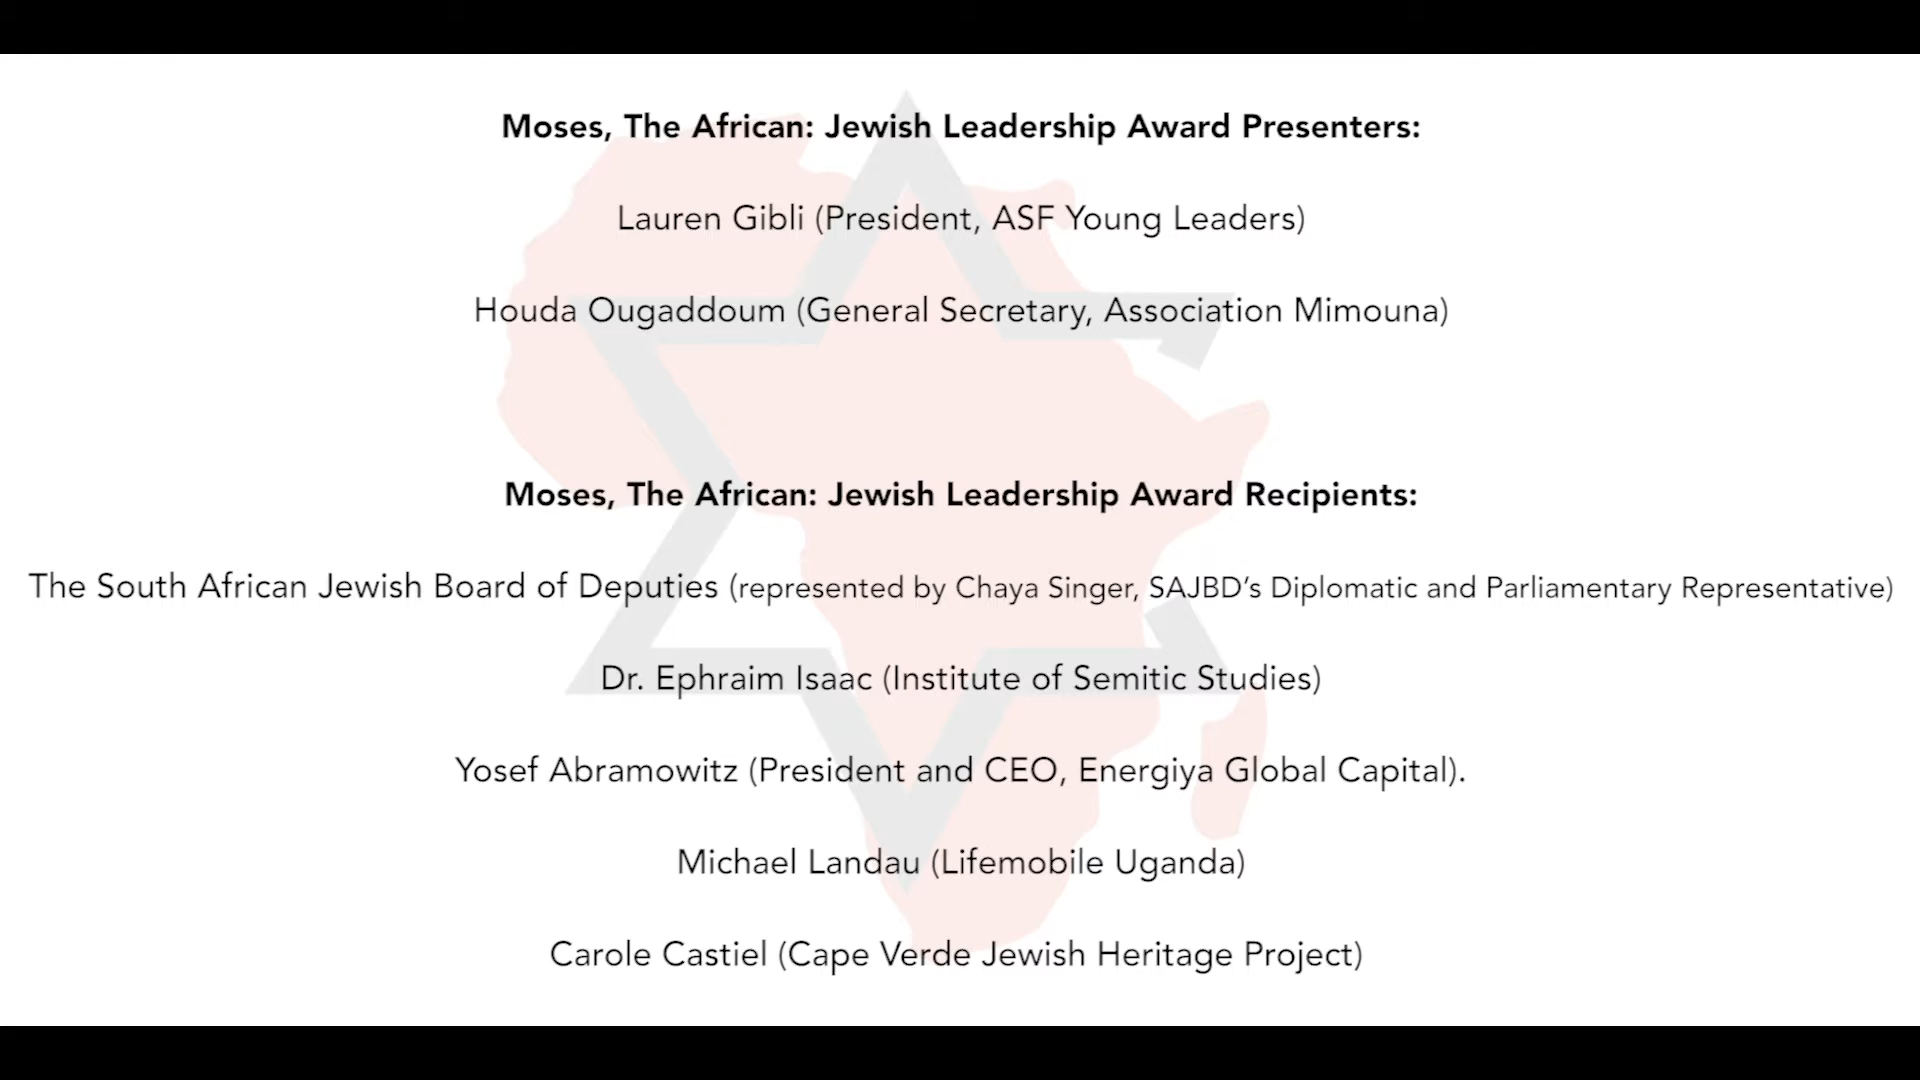 Moses, The African: Jewish Leadership Award Presenters:
Lauren Gibli (President, ASF Young Leaders)
Houda Ougaddoum (General Secretary, Association Mimouna)
Moses, The African: Jewish Leadership Award Recipients:
The South African Jewish Board of Deputies (represented by Chaya Singer, SAJBD’s Diplomatic and Parliamentary Representative)
Dr. Ephraim Isaac (Institute of Semitic Studies)
Yosef Abramowitz (President and CEO, Energiya Global Capital).
Michael Landau (Lifemobile Uganda)
Carole Castiel (Cape Verde Jewish Heritage Project)